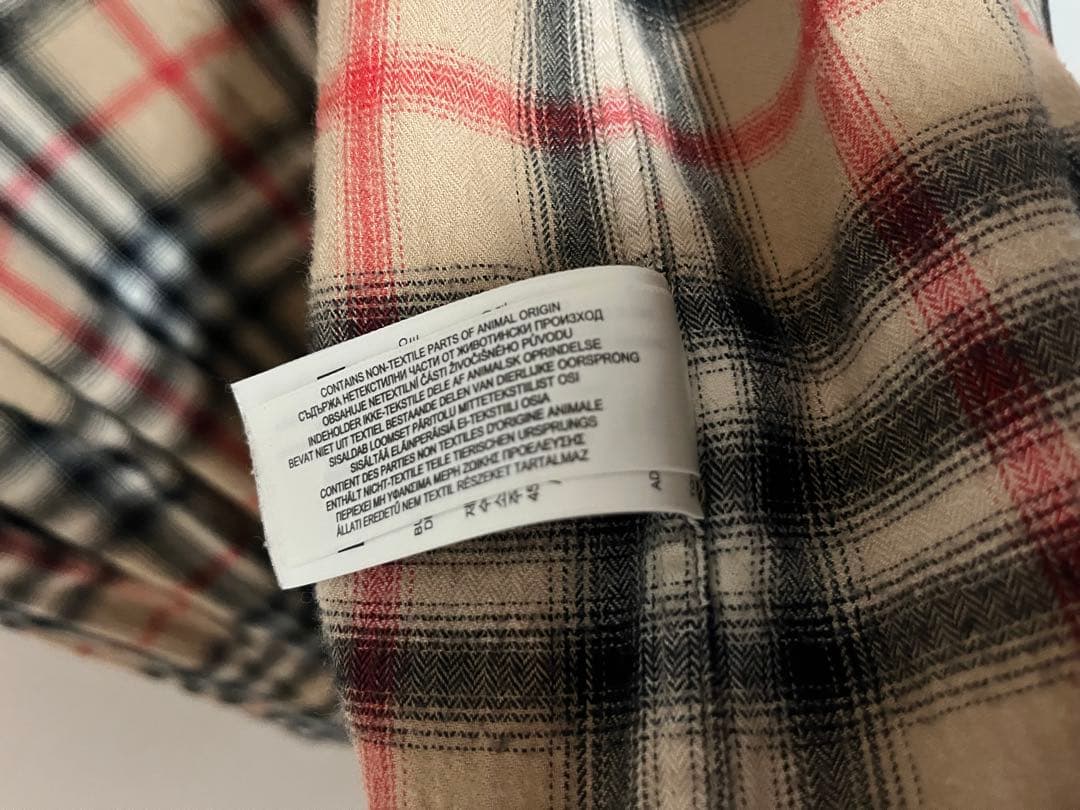 CONTAINS NON-TEXTILE PARTS OF ANIMAL ORIGIN
СЪДЪРЖА НЕТЕКСТИЛНИ ЧАСТИ ОТ ЖИВОТИНСКИ ПРОИЗХОД
OBSAHUJE NETEXTILNÍ ČÁSTI ŽIVOČIŠNÉHO PŮVODU
INDEHOLDER IKKE-TEKSTILE DELE AF ANIMALSK OPRINDELSE
BEVAT NIET UIT TEXTIEL BESTAANDE DELEN VAN DIERLIJKE OORSPRONG
SISALDAB LOOMSET PÄRITOLU MITTETEKSTIILIST OSI
SISÄLTÄÄ ELÄINPERÄISIÄ EI-TEKSTIILI OSIA
CONTIENT DES PARTIES NON TEXTILES D'ORIGINE ANIMALE
ENTHÄLT NICHT-TEXTILE TEILE TIERISCHEN URSPRUNGS
ΠΕΡΙΕΧΕΙ ΜΗ ΥΦΑΝΣΙΜΑ ΜΕΡΗ ΖΩΙΚΗΣ ΠΡΟΕΛΕΥΣΗΣ
ÁLLATI EREDETŰ NEM TEXTIL RÉSZEKET TARTALMAZ
45
AD